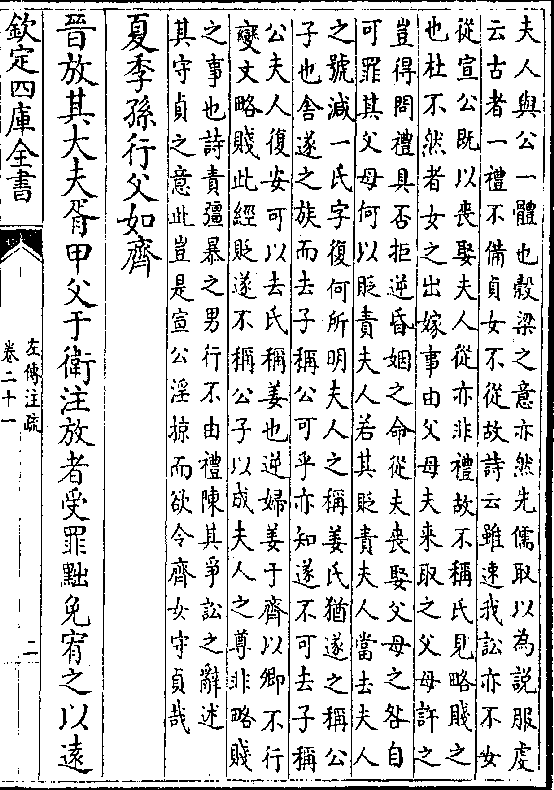 夫人與公一體也穀梁之意亦然先儒取以為説服虔
云古者一禮不備貞女不從故詩云雖速我訟亦不女
從宣公既以喪娶夫人從亦非禮故不稱氏見略賤之
也杜不然者女之出嫁事由父母夫來取之父母許之
豈得問禮具否拒逆昏姻之命從夫喪娶父母之咎自
可罪其父母何以貶責夫人若其貶責夫人當去夫人
之號減一氏字復何所明夫人之稱姜氏猶遂之稱公
子也舍遂之族而去子稱公可乎亦知遂不可去子稱
公夫人復安可以去氏稱姜也逆婦姜于齊以卿不行
變文略賤此經貶遂不稱公子以成夫人之尊非略賤
之事也詩責彊暴之男行不由禮陳其爭訟之辭述
其守貞之意此豈是宣公淫掠而欲令齊女守貞哉
夏季孫行父如齊
晉放其大夫胥甲父于衛注放者受罪黜免宥之以遠
欽定四庫全書
左傳注疏
卷二十一
二